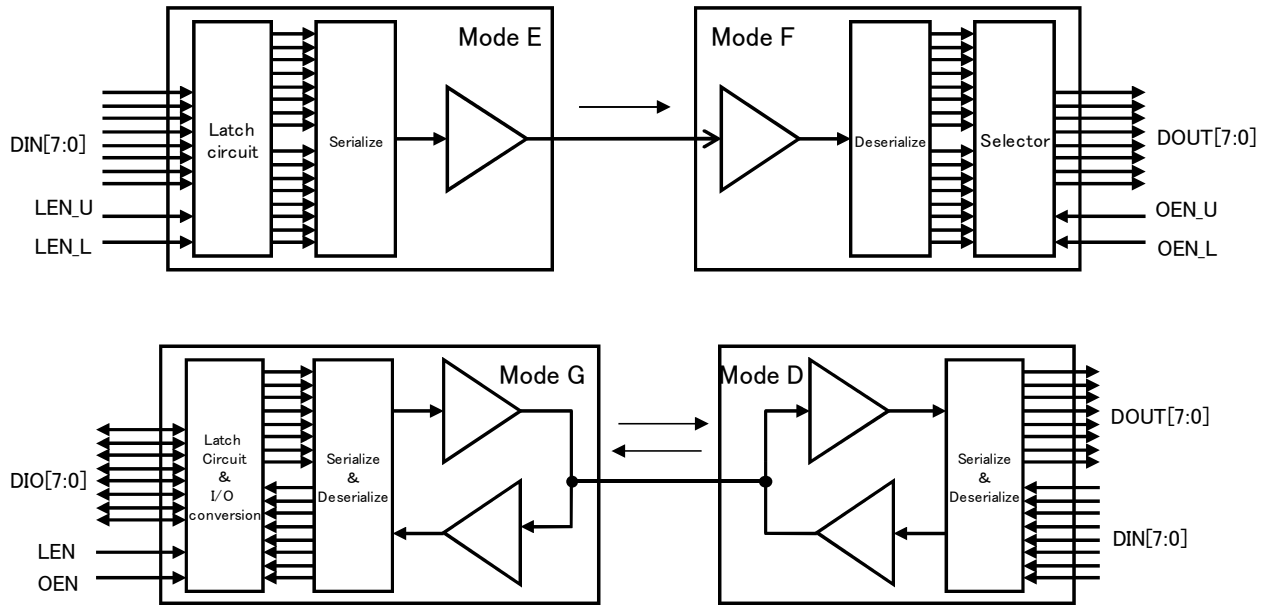 Mode E
Mode F
DIN[7:0]
LEN_U
LEN_L
Latch
circuit
Serialize
Deserialize
Selector
DOUT[7:0]
OEN_U
OEN_L
Mode G
Mode D
DIO[7:0]
LEN
OEN
Latch
Circuit
&
I/O
conversion
Serialize
&
Deserialize
Serialize
&
Deserialize
DOUT[7:0]
DIN[7:0]